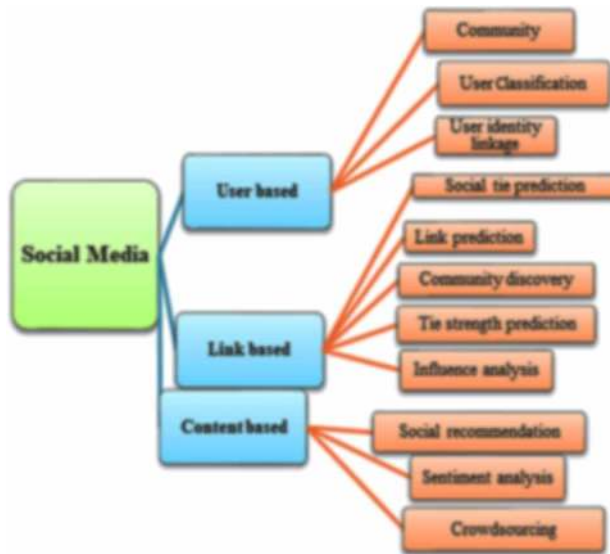 Social Media
User based
Community
User Classification
User identity
linkage
Link based
Social tie prediction
Link prediction
Community discovery
Tie strength prediction
Influence analysis
Content based
Social recommendation
Sentiment analysis
Crowdsourcing